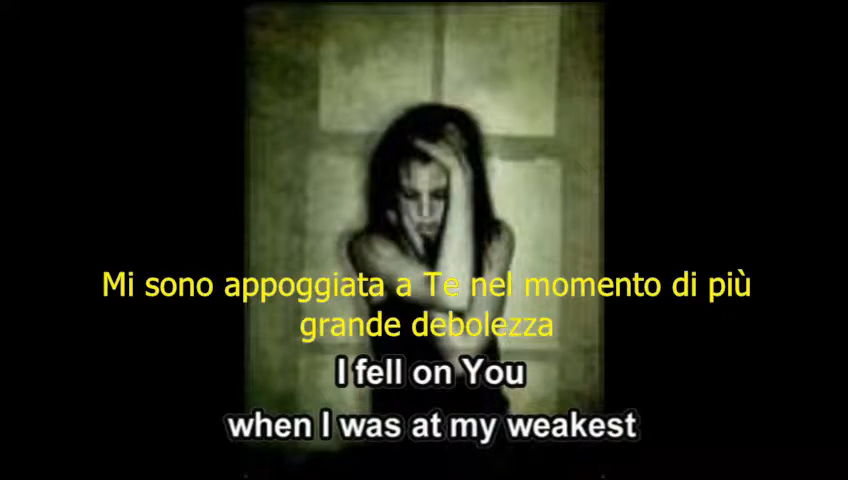 Mi sono appoggiata a Te nel momento di più
grande debolezza
I fell on You
when I was at my weakest